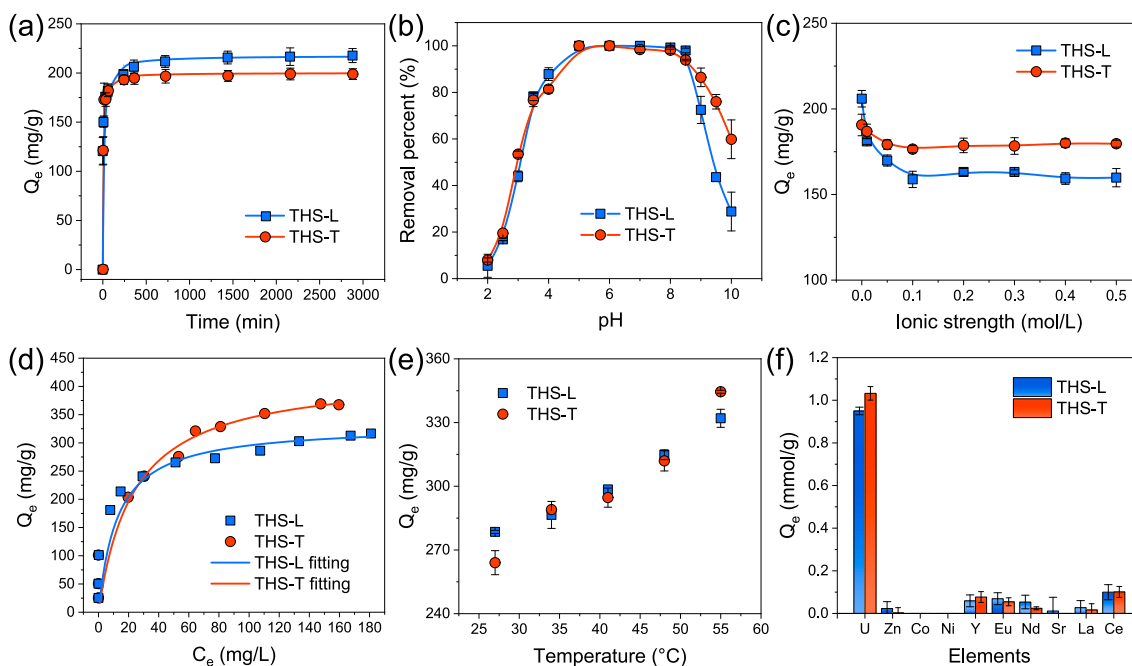 (a)
250
200
150
100
50
0
Qe (mg/g)
THS-L
THS-T
0 500 1000 1500 2000 2500 3000
Time (min)
(b)
100
80
60
40
20
0
Removal percent (%)
THS-L
THS-T
2 4 6 8 10
pH
(c)
250
200
150
100
Qe (mg/g)
THS-L
THS-T
0.0 0.1 0.2 0.3 0.4 0.5
Ionic strength (mol/L)
(d)
450
400
350
300
250
200
150
100
50
0
Qe (mg/g)
THS-L
THS-T
THS-L fitting
THS-T fitting
0 20 40 60 80 100 120 140 160 180
Ce (mg/L)
(e)
360
330
300
270
240
Qe (mg/g)
THS-L
THS-T
25 30 35 40 45 50 55 60
Temperature (°C)
(f)
1.2
1.0
0.8
0.6
0.4
0.2
0.0
Qe (mmol/g)
THS-L
THS-T
U Zn Co Ni Y Eu Nd Sr La Ce
Elements